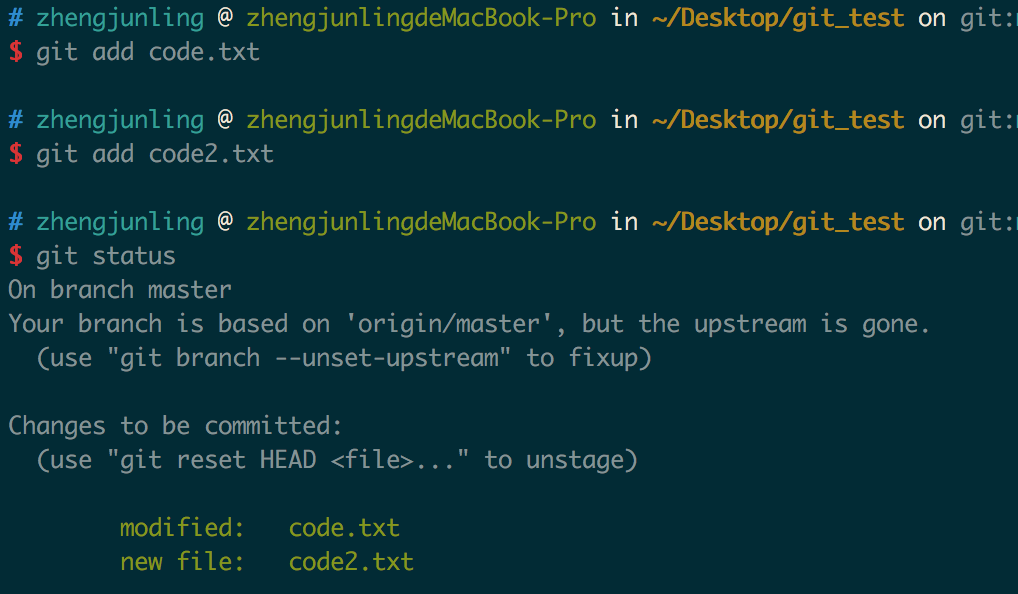 # zhengjunling @ zhengjunlingdeMacBook-Pro in ~/Desktop/git_test on git:
$ git add code.txt
# zhengjunling @ zhengjunlingdeMacBook-Pro in ~/Desktop/git_test on git:
$ git add code2.txt
# zhengjunling @ zhengjunlingdeMacBook-Pro in ~/Desktop/git_test on git:
$ git status
On branch master
Your branch is based on 'origin/master', but the upstream is gone.
  (use "git branch --unset-upstream" to fixup)
Changes to be committed:
  (use "git reset HEAD <file>..." to unstage)
        modified:   code.txt
        new file:   code2.txt